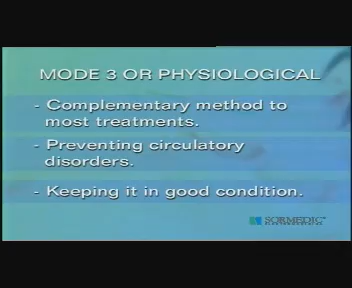 MODE 3 OR PHYSIOLOGICAL
- Complementary method to
most treatments.
- Preventing circulatory
disorders.
- Keeping it in good condition.
SORMEDIC